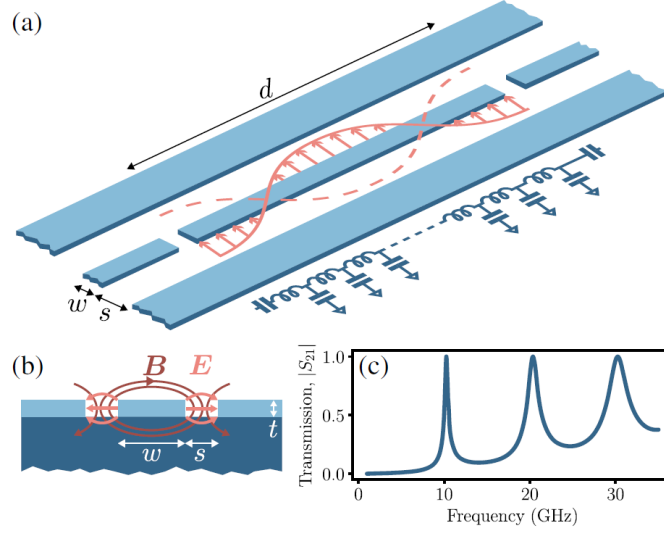 (a)
d
w
s
(b)
B
E
t
w
s
(c)
Transmission, |S21|
1.0
0.5
0.0
0
10
20
30
Frequency (GHz)